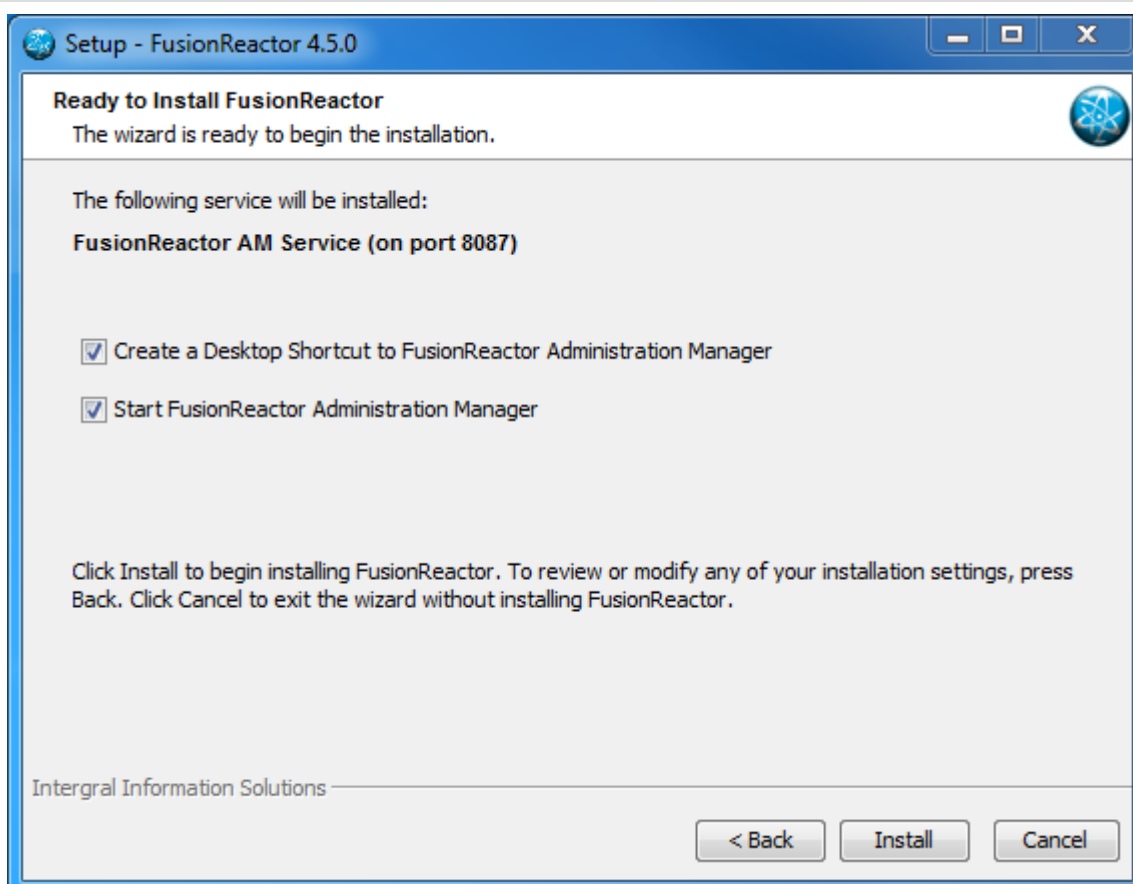 Setup - FusionReactor 4.5.0
Ready to Install FusionReactor
The wizard is ready to begin the installation.
The following service will be installed:
FusionReactor AM Service (on port 8087)
Create a Desktop Shortcut to FusionReactor Administration Manager
Start FusionReactor Administration Manager
Click Install to begin installing FusionReactor. To review or modify any of your installation settings, press
Back. Click Cancel to exit the wizard without installing FusionReactor.
Intergral Information Solutions
< Back
Install
Cancel